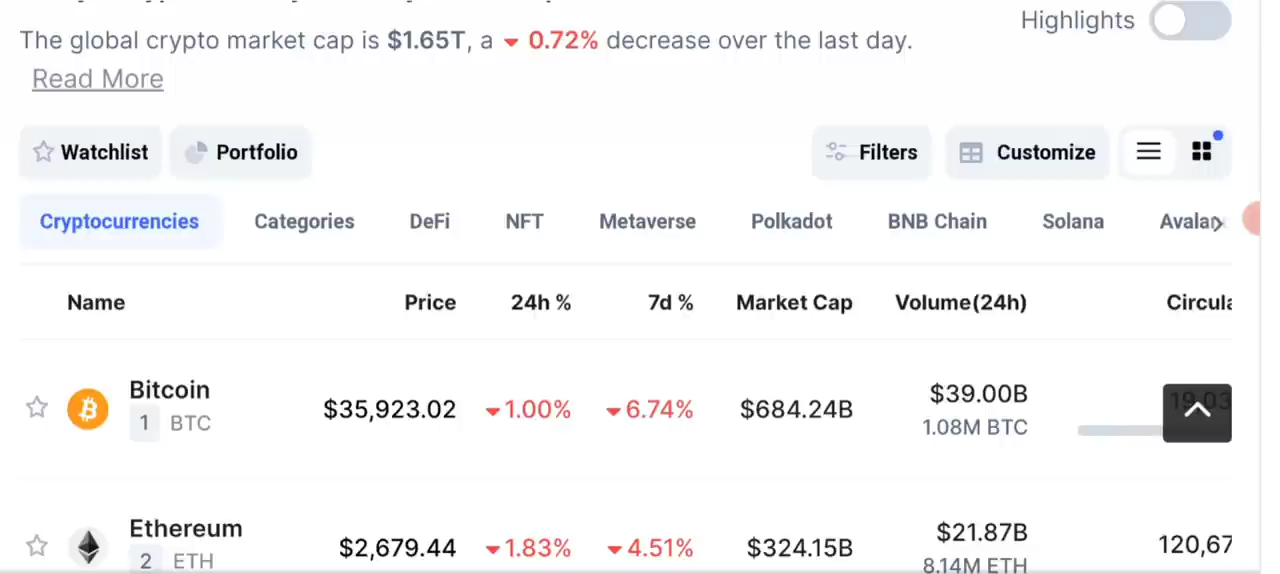 Highlights
The global crypto market cap is $1.65T, a 0.72% decrease over the last day.
Read More
Watchlist Portfolio Filters Customize
Cryptocurrencies Categories DeFi NFT Metaverse Polkadot BNB Chain Solana
Name Price 24h % 7d % Market Cap Volume(24h)
Bitcoin
$35,923.02 1.00% 6.74% $684.24B $39.00B
1 BTC 1.08M BTC
Ethereum
$2,679.44 1.83% 4.51% $324.15B $21.87B 120,67
2 ETH 8.14M ETH